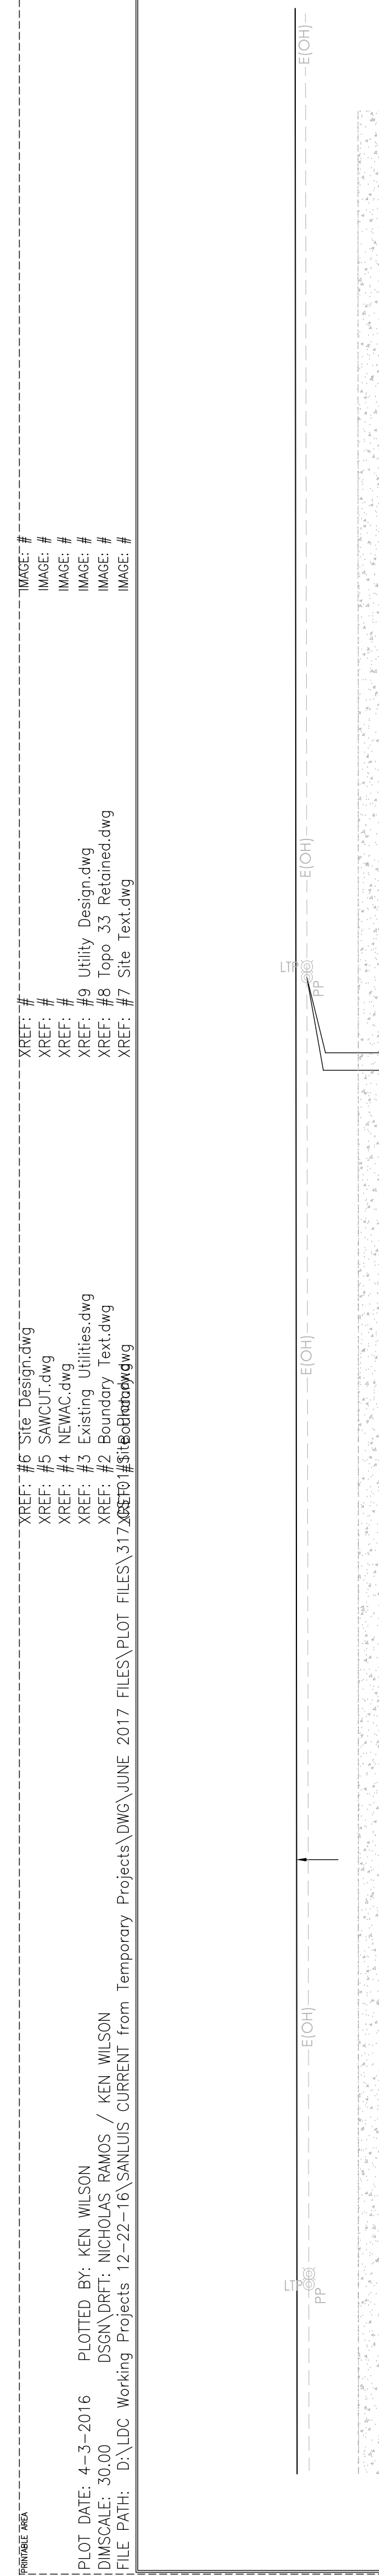 PRINTABLE AREA
PLOT DATE: 4-3-2016 PLOTTED BY: KEN WILSON
DIMSCALE: 30.00 DSGN\DRFT: NICHOLAS RAMOS / KEN WILSON
FILE PATH: D:\LDC Working Projects 12-22-16\SANLUIS CURRENT from Temporary Projects\DWG\JUNE 2017 FILES\PLOT FILES\317
XREF: #6 Site Design.dwg
XREF: #5 SAWCUT.dwg
XREF: #4 NEWAC.dwg
XREF: #3 Existing Utilities.dwg
XREF: #2 Boundary Text.dwg
XREF: #
XREF: #
XREF: #
XREF: #9 Utility Design.dwg
XREF: #8 Topo 33 Retained.dwg
XREF: #7 Site Text.dwg
IMAGE: #
IMAGE: #
IMAGE: #
IMAGE: #
IMAGE: #
IMAGE: #
LTP
PP
E(OH)
E(OH)
LTP
PP
E(OH)
E(OH)